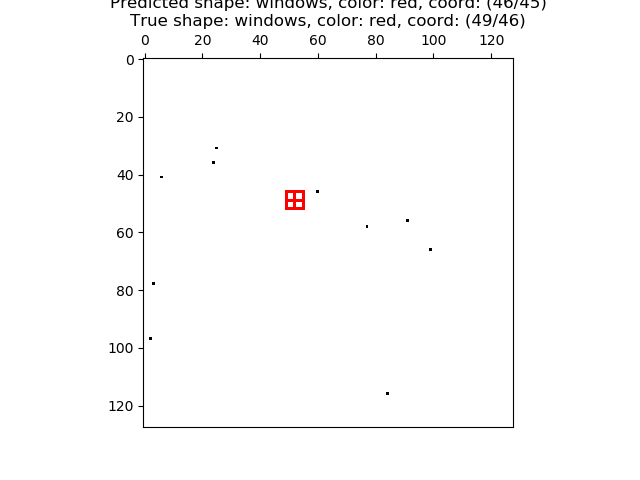 Predicted shape: windows, color: red, coord: (46/45)
True shape: windows, color: red, coord: (49/46)
0 20 40 60 80 100 120
0
20
40
60
80
100
120